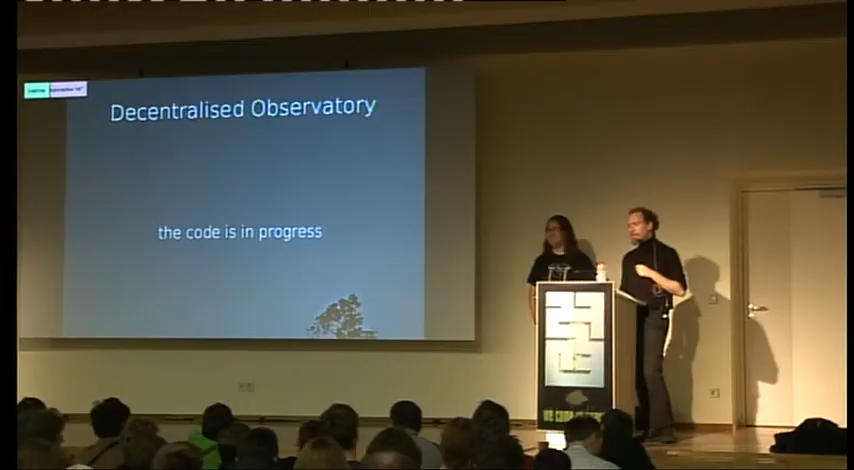 Decentralised Observatory
the code is in progress